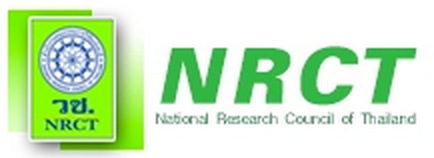 วช.
NRCT
NRCT
National Research Council of Thailand